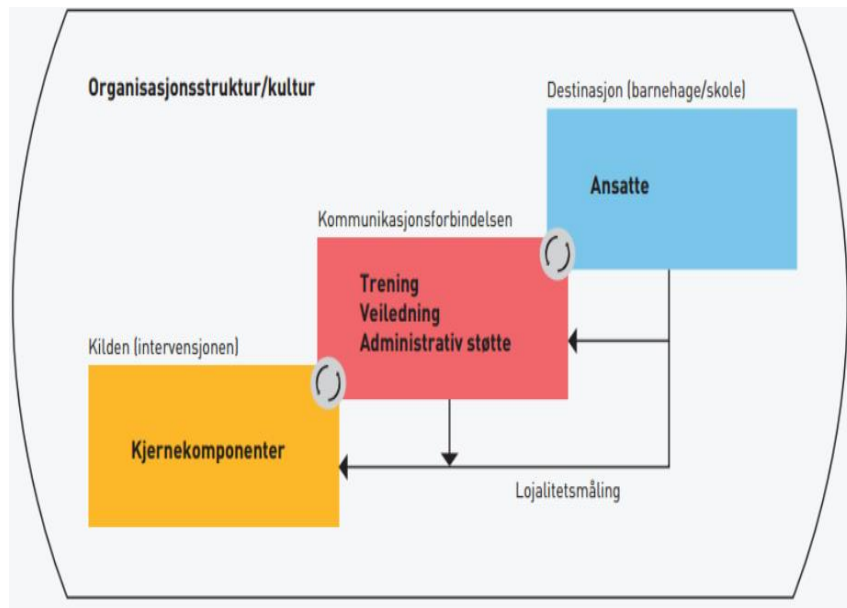 Organisasjonsstruktur/kultur
Destinasjon (barnehage/skole)
Ansatte
Kommunikasjonsforbindelsen
Trening
Veiledning
Administrativ støtte
Kilden (intervensjonen)
Kjernekomponenter
Lojalitetsmåling